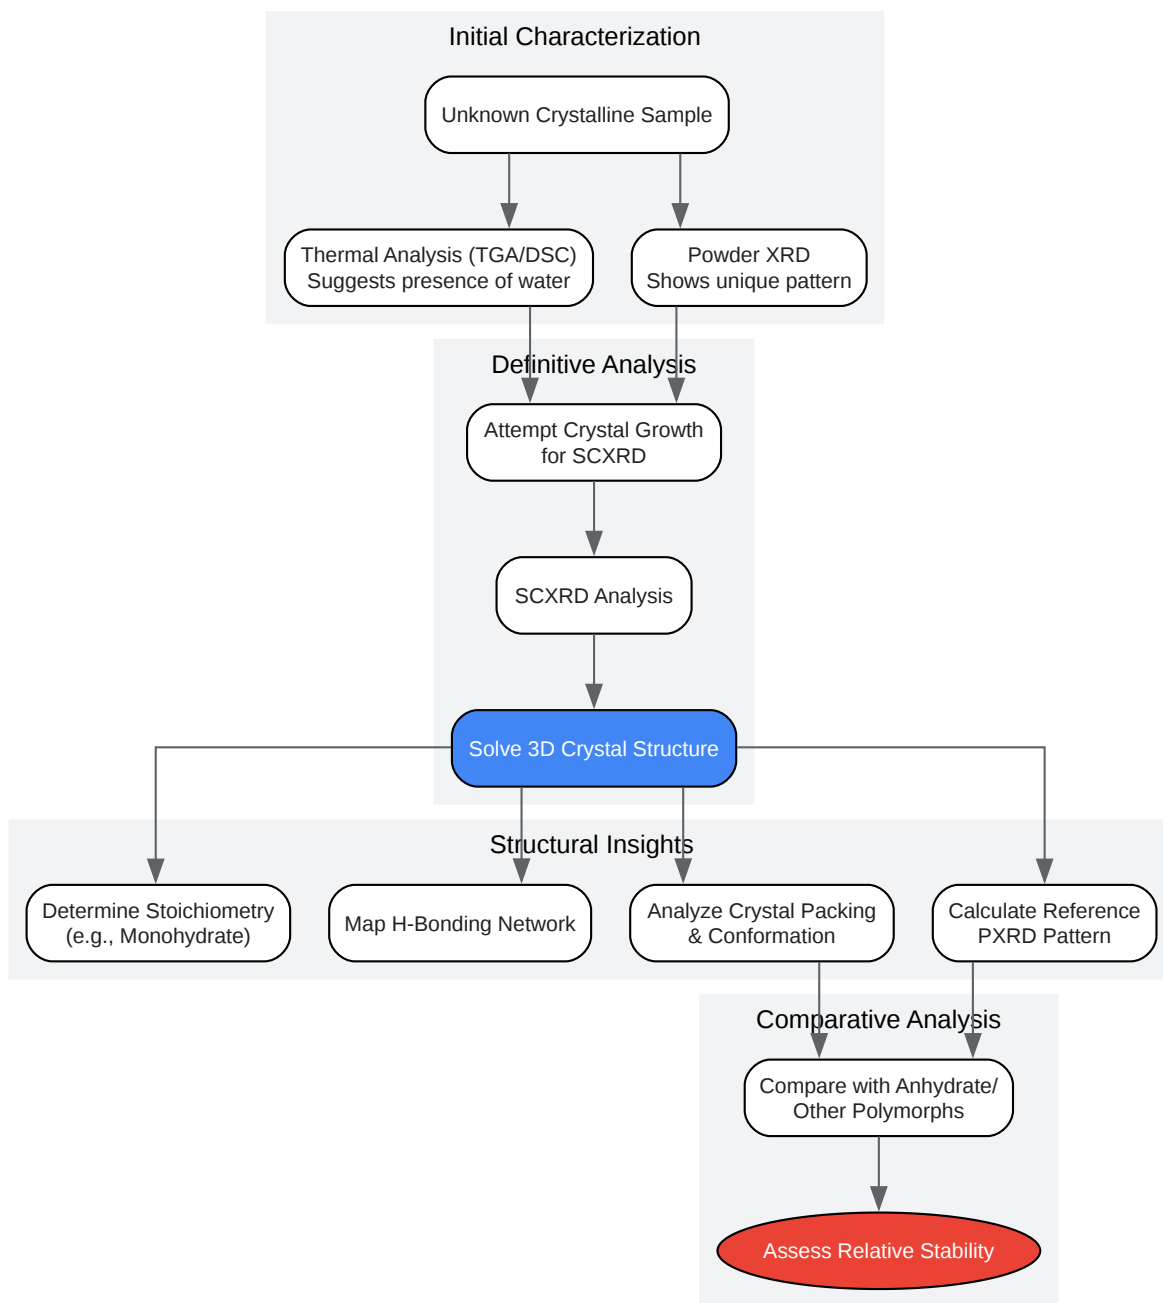 Initial Characterization
Unknown Crystalline Sample
Thermal Analysis (TGA/DSC)
Suggests presence of water
Powder XRD
Shows unique pattern
Definitive Analysis
Attempt Crystal Growth
for SCXRD
SCXRD Analysis
Solve 3D Crystal Structure
Structural Insights
Determine Stoichiometry
(e.g., Monohydrate)
Map H-Bonding Network
Analyze Crystal Packing
& Conformation
Calculate Reference
PXRD Pattern
Comparative Analysis
Compare with Anhydrate/
Other Polymorphs
Assess Relative Stability